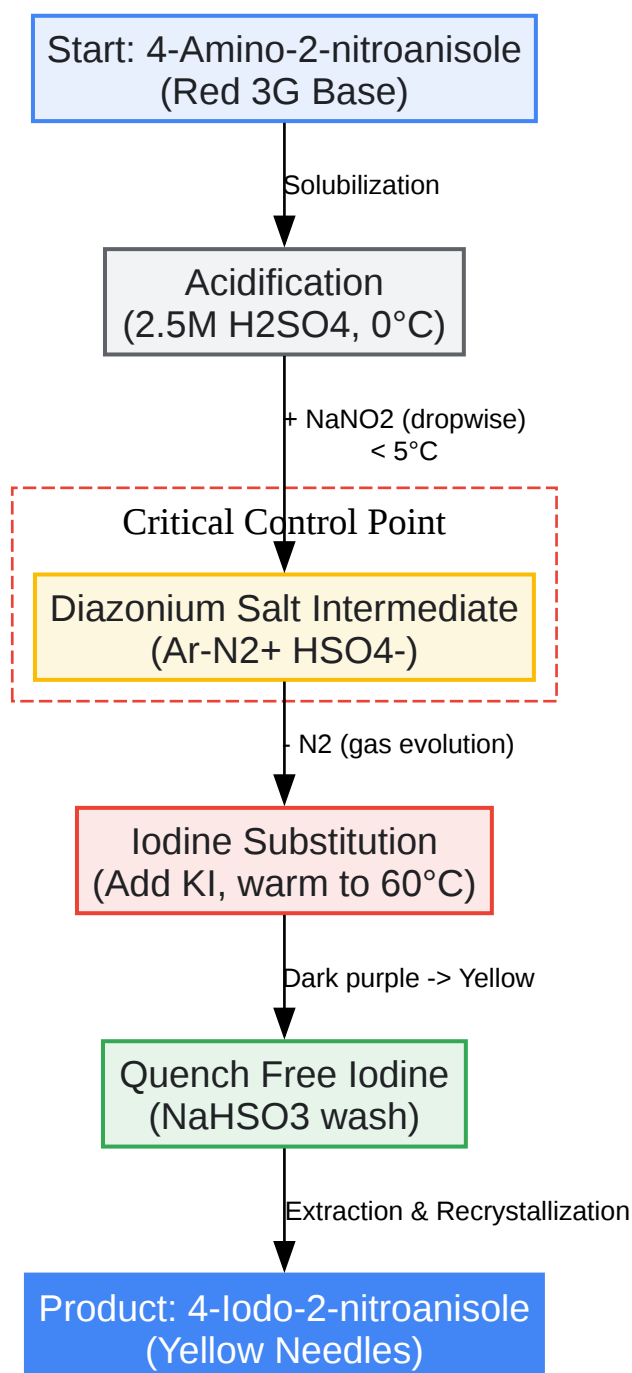 Start: 4-Amino-2-nitroanisole
(Red 3G Base)
Solubilization
Acidification
(2.5M H2SO4, 0°C)
+ NaNO2 (dropwise)
< 5°C
Critical Control Point
Diazonium Salt Intermediate
(Ar-N2+ HSO4-)
- N2 (gas evolution)
Iodine Substitution
(Add KI, warm to 60°C)
Dark purple -> Yellow
Quench Free Iodine
(NaHSO3 wash)
Extraction & Recrystallization
Product: 4-Iodo-2-nitroanisole
(Yellow Needles)